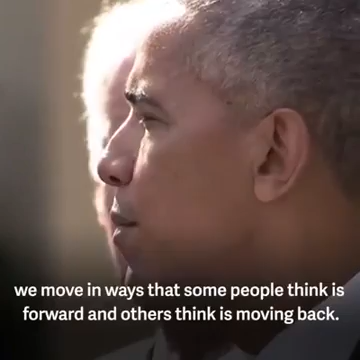 we move in ways that some people think is
forward and others think is moving back.